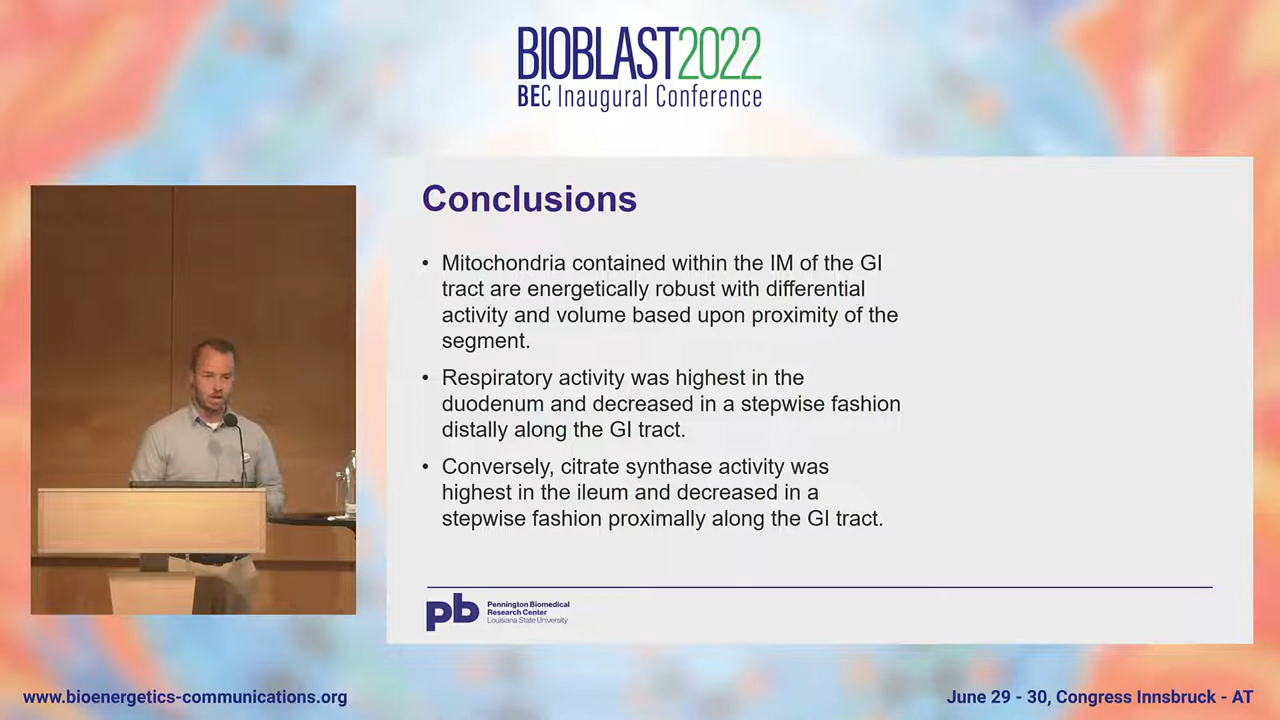 BIOBLAST2022
BEC Inaugural Conference
Conclusions
• Mitochondria contained within the IM of the GI
tract are energetically robust with differential
activity and volume based upon proximity of the
segment.
• Respiratory activity was highest in the
duodenum and decreased in a stepwise fashion
distally along the GI tract.
• Conversely, citrate synthase activity was
highest in the ileum and decreased in a
stepwise fashion proximally along the GI tract.
pb
Pennington Biomedical
Research Center
Louisiana State University
www.bioenergetics-communications.org
June 29 - 30, Congress Innsbruck - AT